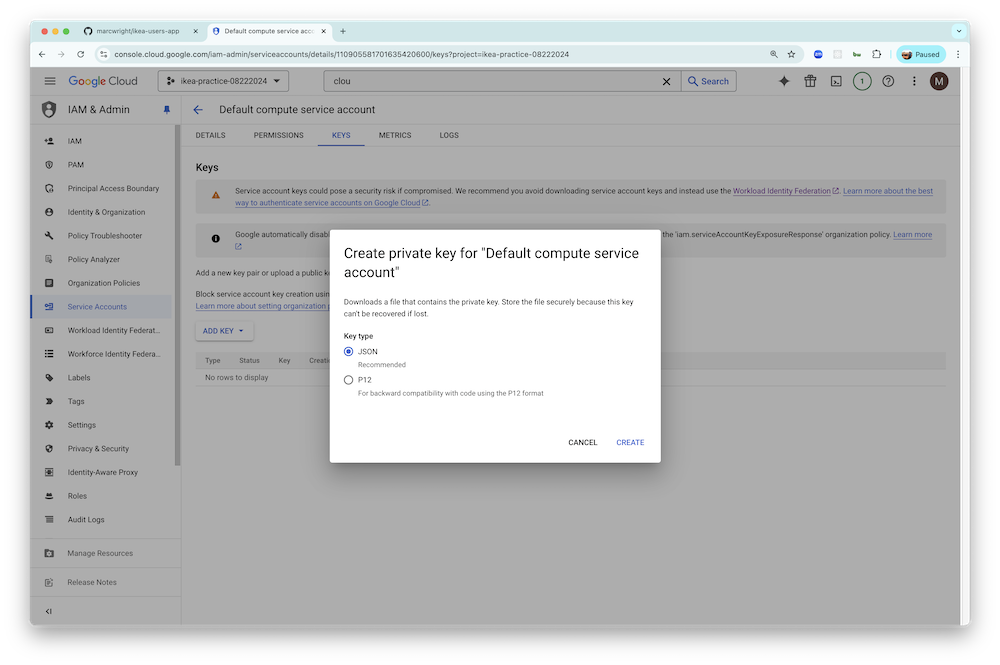 marcwright/ikea-users-app
Default compute service acco
console.cloud.google.com/iam-admin/serviceaccounts/details/110905581701635420600/keys?project=ikea-practice-08222024
Paused
Google Cloud
ikea-practice-08222024
clou
Search
1
M
IAM & Admin
Default compute service account
DETAILS
PERMISSIONS
KEYS
METRICS
LOGS
IAM
PAM
Principal Access Boundary
Identity & Organization
Policy Troubleshooter
Policy Analyzer
Organization Policies
Service Accounts
Workload Identity Federat...
Workforce Identity Federa...
Labels
Tags
Settings
Privacy & Security
Identity-Aware Proxy
Roles
Audit Logs
Manage Resources
Release Notes
Keys
Service account keys could pose a security risk if compromised. We recommend you avoid downloading service account keys and instead use the Workload Identity Federation. Learn more about the best
way to authenticate service accounts on Google Cloud.
Google automatically disab the 'iam.serviceAccountKeyExposureResponse' organization policy. Learn more
Add a new key pair or upload a public ke
Block service account key creation using
Learn more about setting organization p
ADD KEY
Type Status Key Creatio
No rows to display
Create private key for "Default compute service
account"
Downloads a file that contains the private key. Store the file securely because this key
can't be recovered if lost.
Key type
JSON
Recommended
P12
For backward compatibility with code using the P12 format
CANCEL
CREATE